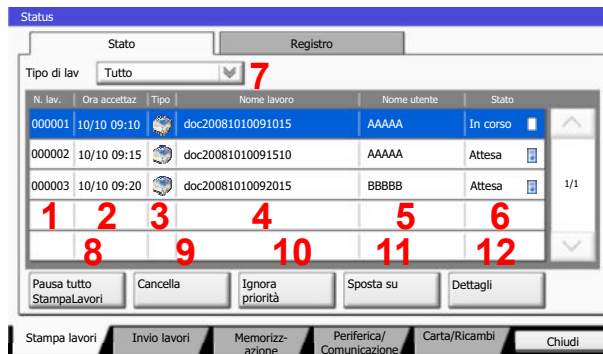 Status
Stato Registro
Tipo di lav Tutto 7
N. lav. Ora accettaz Tipo Nome lavoro Nome utente Stato
000001 10/10 09:10 doc20081010091015 AAAAA In corso
000002 10/10 09:15 doc20081010091510 AAAAA Attesa
000003 10/10 09:20 doc20081010092015 BBBBB Attesa 1/1
1 2 3 4 5 6
8 9 10 11 12
Pausa tutto Cancella Ignora Sposta su Dettagli
StampaLavori priorità
Stampa lavori Invio lavori Memorizz- Periferica/ Carta/Ricambi Chiudi
azione Comunicazione